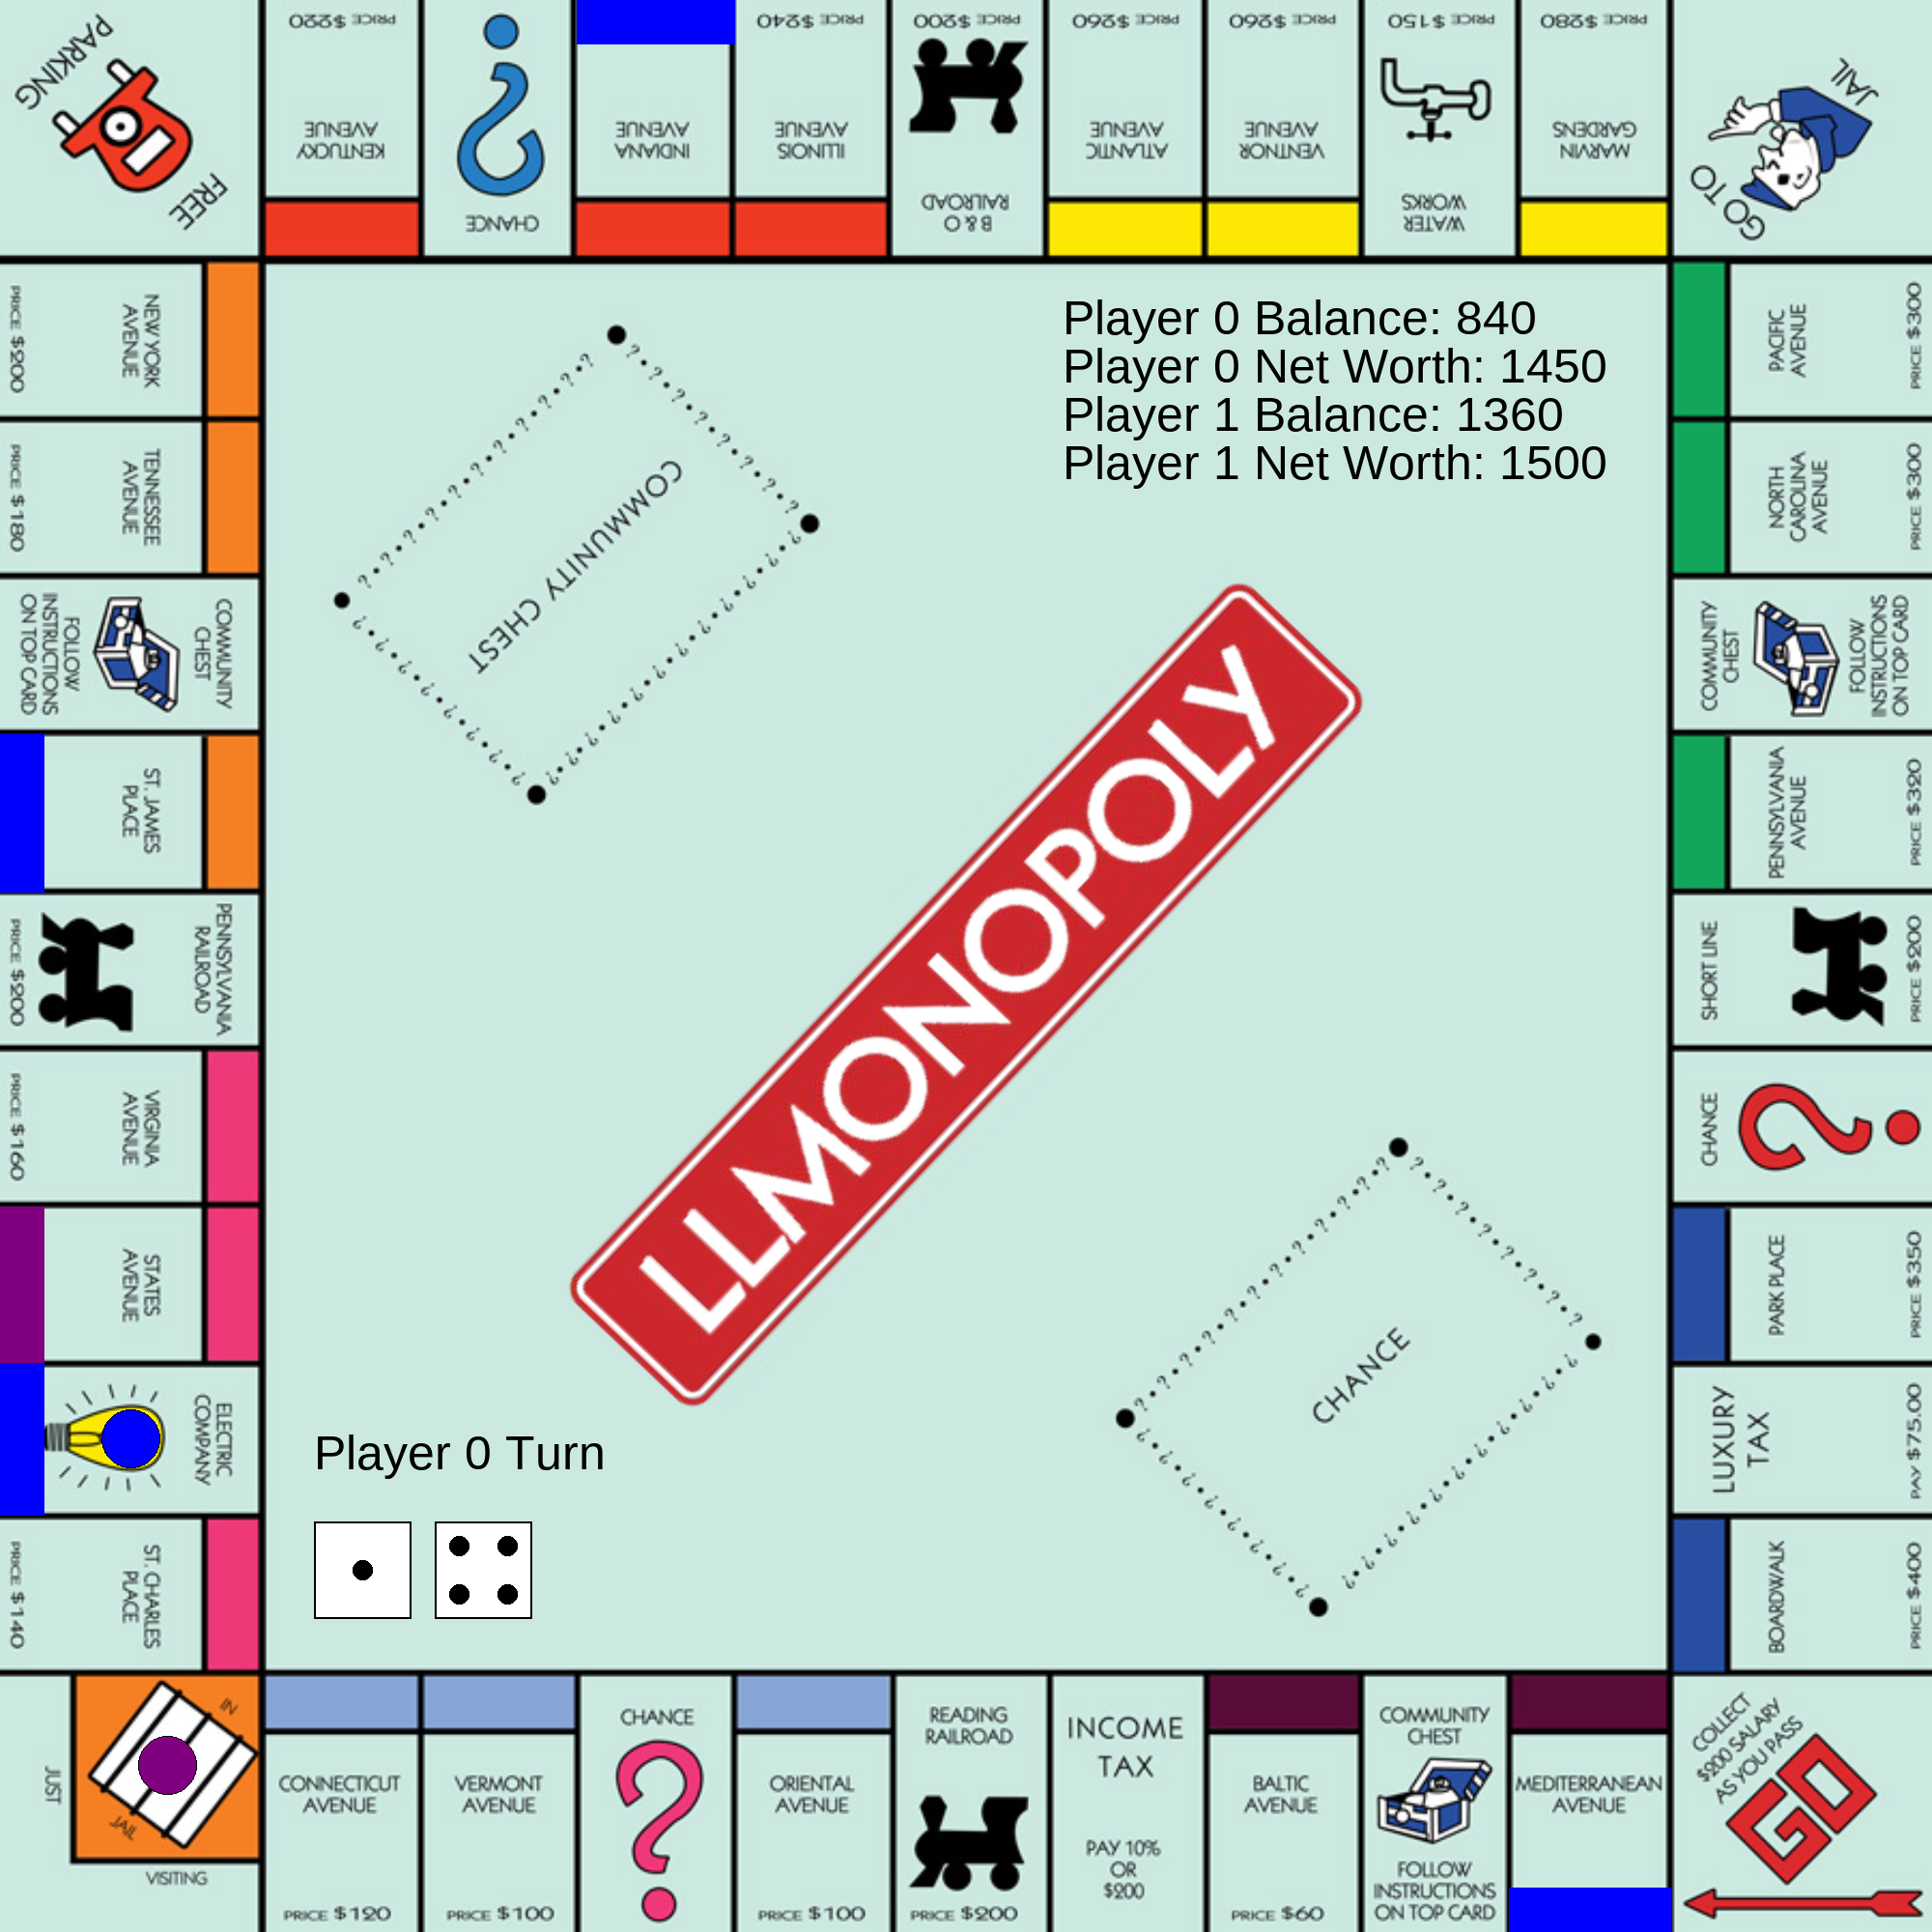 PARKING
FREE
PRICE $220
KENTUCKY
AVENUE
CHANCE
INDIANA
AVENUE
PRICE $240
ILLINOIS
AVENUE
PRICE $200
B & O
RAILROAD
PRICE $260
ATLANTIC
AVENUE
PRICE $260
VENTNOR
AVENUE
PRICE $150
WATER
WORKS
PRICE $280
MARVIN
GARDENS
GO TO
JAIL
NEW YORK
AVENUE
PRICE $200
TENNESSEE
AVENUE
PRICE $180
COMMUNITY
CHEST
FOLLOW
INSTRUCTIONS
ON TOP CARD
ST. JAMES
PLACE
PENNSYLVANIA
RAILROAD
PRICE $200
VIRGINIA
AVENUE
PRICE $160
STATES
AVENUE
ELECTRIC
COMPANY
ST. CHARLES
PLACE
PRICE $140
Player 0 Balance: 840
Player 0 Net Worth: 1450
Player 1 Balance: 1360
Player 1 Net Worth: 1500
COMMUNITY CHEST
LLMONOPOLY
CHANCE
Player 0 Turn
PACIFIC
AVENUE
PRICE $300
NORTH
CAROLINA
AVENUE
PRICE $300
COMMUNITY
CHEST
FOLLOW
INSTRUCTIONS
ON TOP CARD
PENNSYLVANIA
AVENUE
PRICE $320
SHORT LINE
PRICE $200
CHANCE
PARK PLACE
PRICE $350
LUXURY
TAX
PAY $75.00
BOARDWALK
PRICE $400
JUST
VISITING
IN
JAIL
CONNECTICUT
AVENUE
PRICE $120
VERMONT
AVENUE
PRICE $100
CHANCE
ORIENTAL
AVENUE
PRICE $100
READING
RAILROAD
PRICE $200
INCOME
TAX
PAY 10%
OR
$200
BALTIC
AVENUE
PRICE $60
COMMUNITY
CHEST
FOLLOW
INSTRUCTIONS
ON TOP CARD
MEDITERRANEAN
AVENUE
COLLECT
$200 SALARY
AS YOU PASS
GO